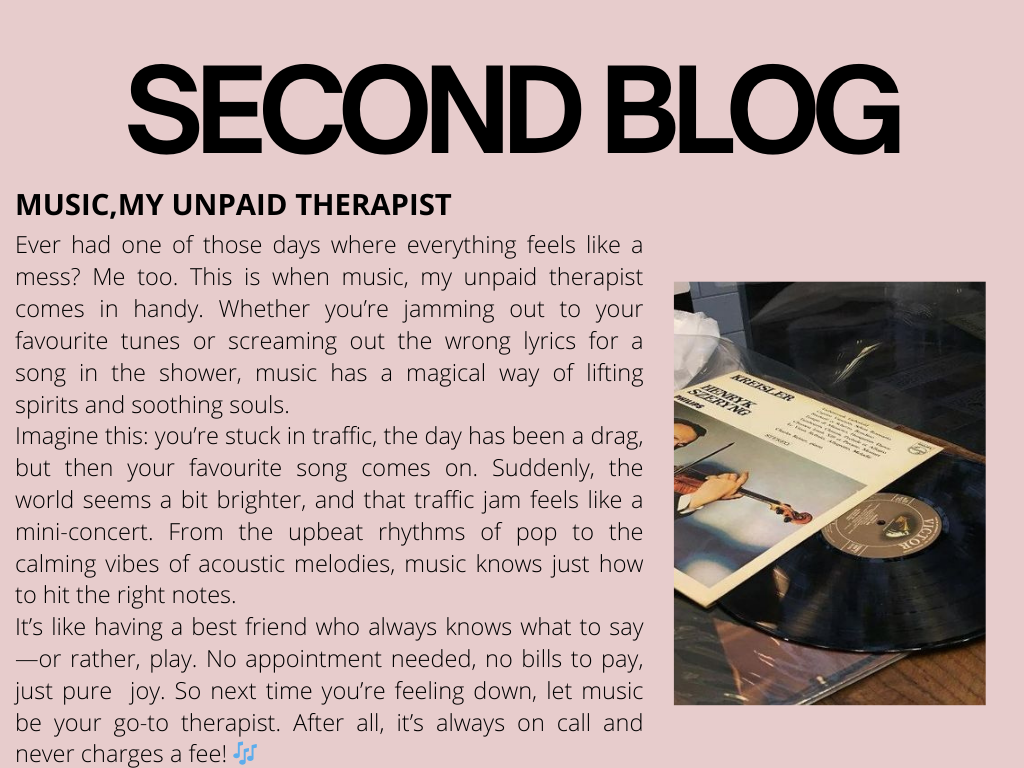 SECOND BLOG
MUSIC,MY UNPAID THERAPIST
Ever had one of those days where everything feels like a
mess? Me too. This is when music, my unpaid therapist
comes in handy. Whether you’re jamming out to your
favourite tunes or screaming out the wrong lyrics for a
song in the shower, music has a magical way of lifting
spirits and soothing souls.
Imagine this: you’re stuck in traffic, the day has been a drag,
but then your favourite song comes on. Suddenly, the
world seems a bit brighter, and that traffic jam feels like a
mini-concert. From the upbeat rhythms of pop to the
calming vibes of acoustic melodies, music knows just how
to hit the right notes.
It’s like having a best friend who always knows what to say
—or rather, play. No appointment needed, no bills to pay,
just pure  joy. So next time you’re feeling down, let music
be your go-to therapist. After all, it’s always on call and
never charges a fee! 🎶
KREISLER
HENRYK
SZERYNG
PHILIPS
STEREO
VICTOR